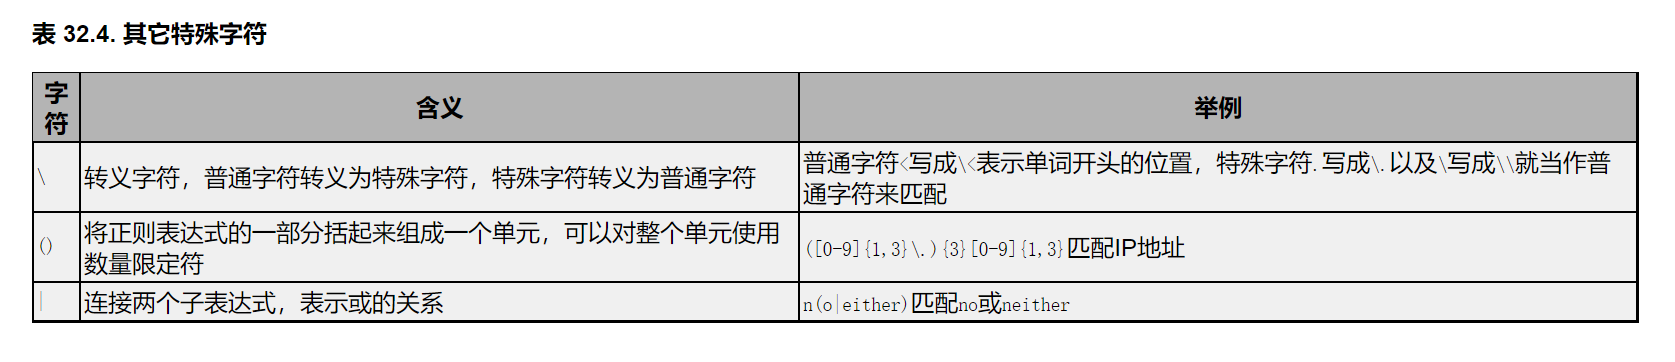 表 32.4. 其它特殊字符
字
符
含义
举例
\
转义字符，普通字符转义为特殊字符，特殊字符转义为普通字符
普通字符<写成\<表示单词开头的位置，特殊字符.写成\.以及\写成\\就当作普
通字符来匹配
()
将正则表达式的一部分括起来组成一个单元，可以对整个单元使用
数量限定符
([0-9]{1,3}\.){3}[0-9]{1,3}匹配IP地址
|
连接两个子表达式，表示或的关系
n(o|either)匹配no或neither